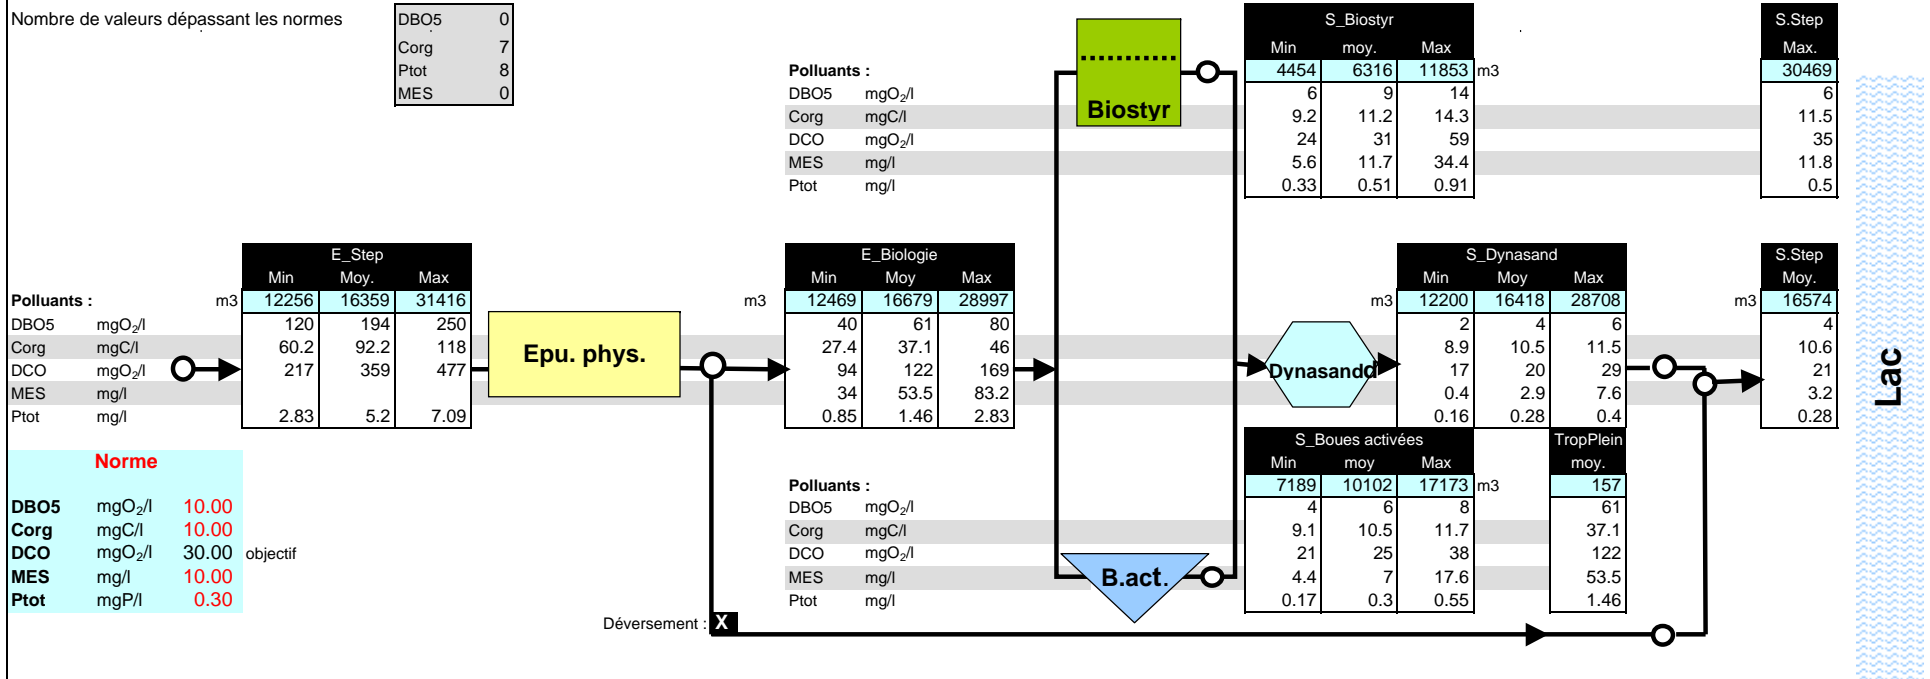 Nombre de valeurs dépassant les normes
DBO5 0
Corg 7
Ptot 8
MES 0
Biostyr
Polluants :
DBO5 mgO₂/l
Corg mgC/l
DCO mgO₂/l
MES mg/l
Ptot mg/l
S_Biostyr
Min moy. Max
4454 6316 11853 m3
6 9 14
9.2 11.2 14.3
24 31 59
5.6 11.7 34.4
0.33 0.51 0.91
S.Step
Max.
30469
6
11.5
35
11.8
0.5
Polluants :
DBO5 mgO₂/l
Corg mgC/l
DCO mgO₂/l
MES mg/l
Ptot mg/l
E_Step
Min Moy. Max
m3 12256 16359 31416
120 194 250
60.2 92.2 118
217 359 477
2.83 5.2 7.09
Epu. phys.
E_Biologie
Min Moy Max
m3 12469 16679 28997
40 61 80
27.4 37.1 46
94 122 169
34 53.5 83.2
0.85 1.46 2.83
Dynasandd
S_Dynasand
Min Moy Max
m3 12200 16418 28708
2 4 6
8.9 10.5 11.5
17 20 29
0.4 2.9 7.6
0.16 0.28 0.4
S.Step
Moy.
m3 16574
4
10.6
21
3.2
0.28
Lac
Norme
DBO5 mgO₂/l 10.00
Corg mgC/l 10.00
DCO mgO₂/l 30.00 objectif
MES mg/l 10.00
Ptot mgP/l 0.30
Polluants :
DBO5 mgO₂/l
Corg mgC/l
DCO mgO₂/l
MES mg/l
Ptot mg/l
B.act.
S_Boues activées
Min moy Max
7189 10102 17173 m3
4 6 8
9.1 10.5 11.7
21 25 38
4.4 7 17.6
0.17 0.3 0.55
TropPlein
moy.
157
61
37.1
122
53.5
1.46
Déversement : X